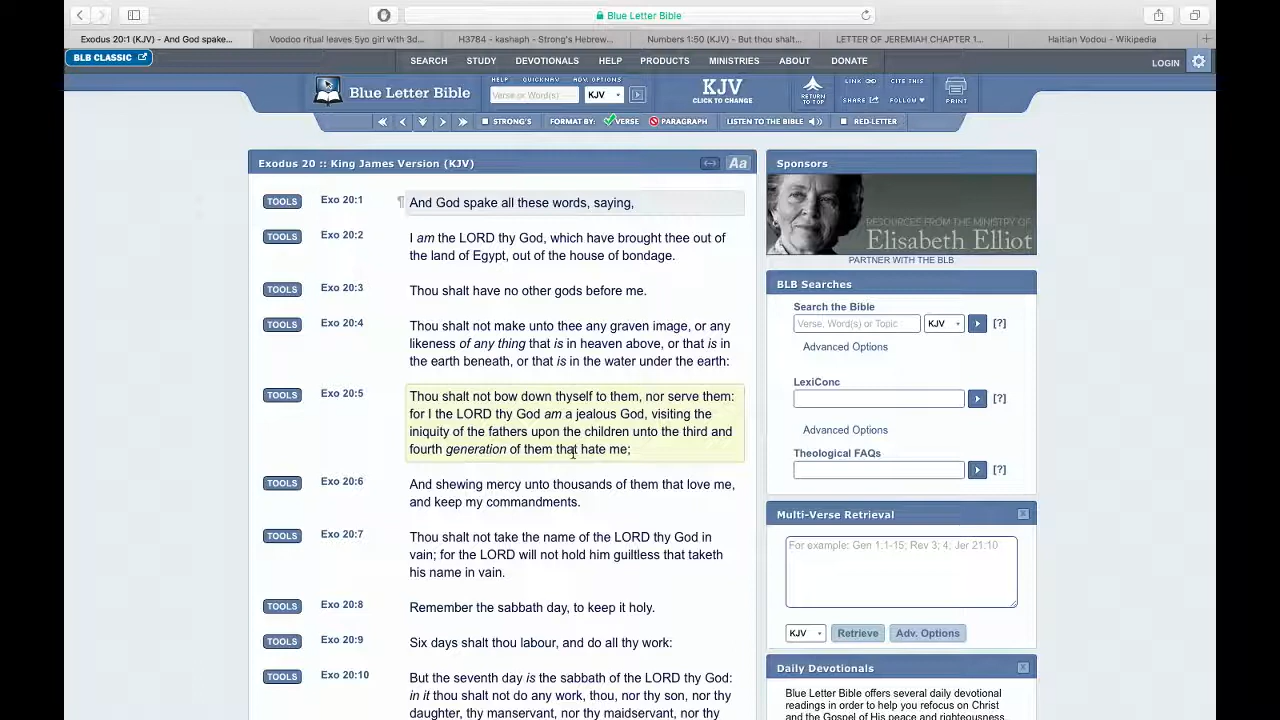 Blue Letter Bible
Exodus 20:1 (KJV) - And God spake...
Voodoo ritual leaves 5yo girl with 3d...
H3784 - kashaph - Strong's Hebrew...
Numbers 1:50 (KJV) - But thou shalt...
LETTER OF JEREMIAH CHAPTER 1...
Haitian Vodou - Wikipedia
BLB CLASSIC
SEARCH STUDY DEVOTIONALS HELP PRODUCTS MINISTRIES ABOUT DONATE
LOGIN
Blue Letter Bible
HELP QUICKNAV ADV. OPTIONS
Verse or Word(s) KJV
KJV
CLICK TO CHANGE
RETURN
TO TOP
LINK CITE THIS
SHARE FOLLOW
PRINT
STRONG'S FORMAT BY: VERSE PARAGRAPH LISTEN TO THE BIBLE RED-LETTER
Exodus 20 :: King James Version (KJV)
Aa
TOOLS Exo 20:1 ¶ And God spake all these words, saying,
TOOLS Exo 20:2 I am the LORD thy God, which have brought thee out of
the land of Egypt, out of the house of bondage.
TOOLS Exo 20:3 Thou shalt have no other gods before me.
TOOLS Exo 20:4 Thou shalt not make unto thee any graven image, or any
likeness of any thing that is in heaven above, or that is in
the earth beneath, or that is in the water under the earth:
TOOLS Exo 20:5 Thou shalt not bow down thyself to them, nor serve them:
for I the LORD thy God am a jealous God, visiting the
iniquity of the fathers upon the children unto the third and
fourth generation of them that hate me;
TOOLS Exo 20:6 And shewing mercy unto thousands of them that love me,
and keep my commandments.
TOOLS Exo 20:7 Thou shalt not take the name of the LORD thy God in
vain; for the LORD will not hold him guiltless that taketh
his name in vain.
TOOLS Exo 20:8 Remember the sabbath day, to keep it holy.
TOOLS Exo 20:9 Six days shalt thou labour, and do all thy work:
TOOLS Exo 20:10 But the seventh day is the sabbath of the LORD thy God:
in it thou shalt not do any work, thou, nor thy son, nor thy
daughter, thy manservant, nor thy maidservant, nor thy
Sponsors
RESOURCES FROM THE MINISTRY OF
Elisabeth Elliot
PARTNER WITH THE BLB
BLB Searches
Search the Bible
Verse, Word(s) or Topic KJV [?]
Advanced Options
LexiConc
[?]
Advanced Options
Theological FAQs
[?]
Multi-Verse Retrieval
For example: Gen 1:1-15; Rev 3; 4; Jer 21:10
KJV Retrieve Adv. Options
Daily Devotionals
Blue Letter Bible offers several daily devotional
readings in order to help you refocus on Christ
and the Gospel of His peace and righteousness.